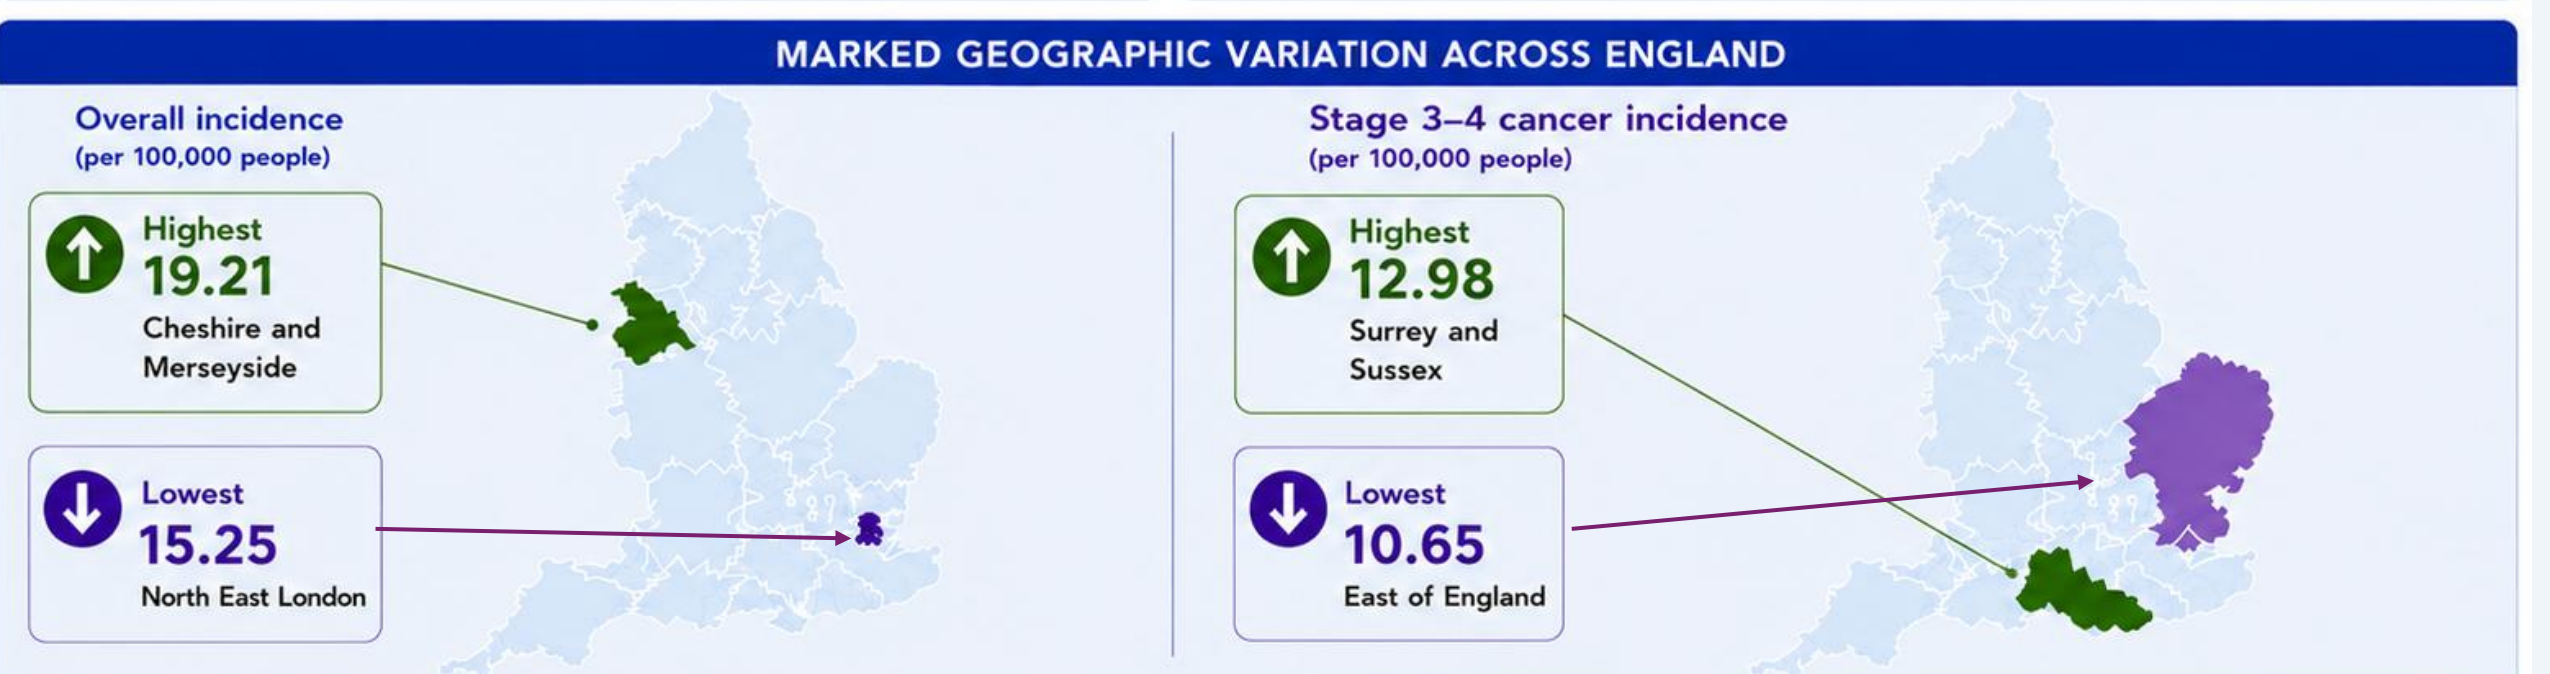 MARKED GEOGRAPHIC VARIATION ACROSS ENGLAND
Overall incidence
(per 100,000 people)
Highest
19.21
Cheshire and
Merseyside
Lowest
15.25
North East London
Stage 3–4 cancer incidence
(per 100,000 people)
Highest
12.98
Surrey and
Sussex
Lowest
10.65
East of England